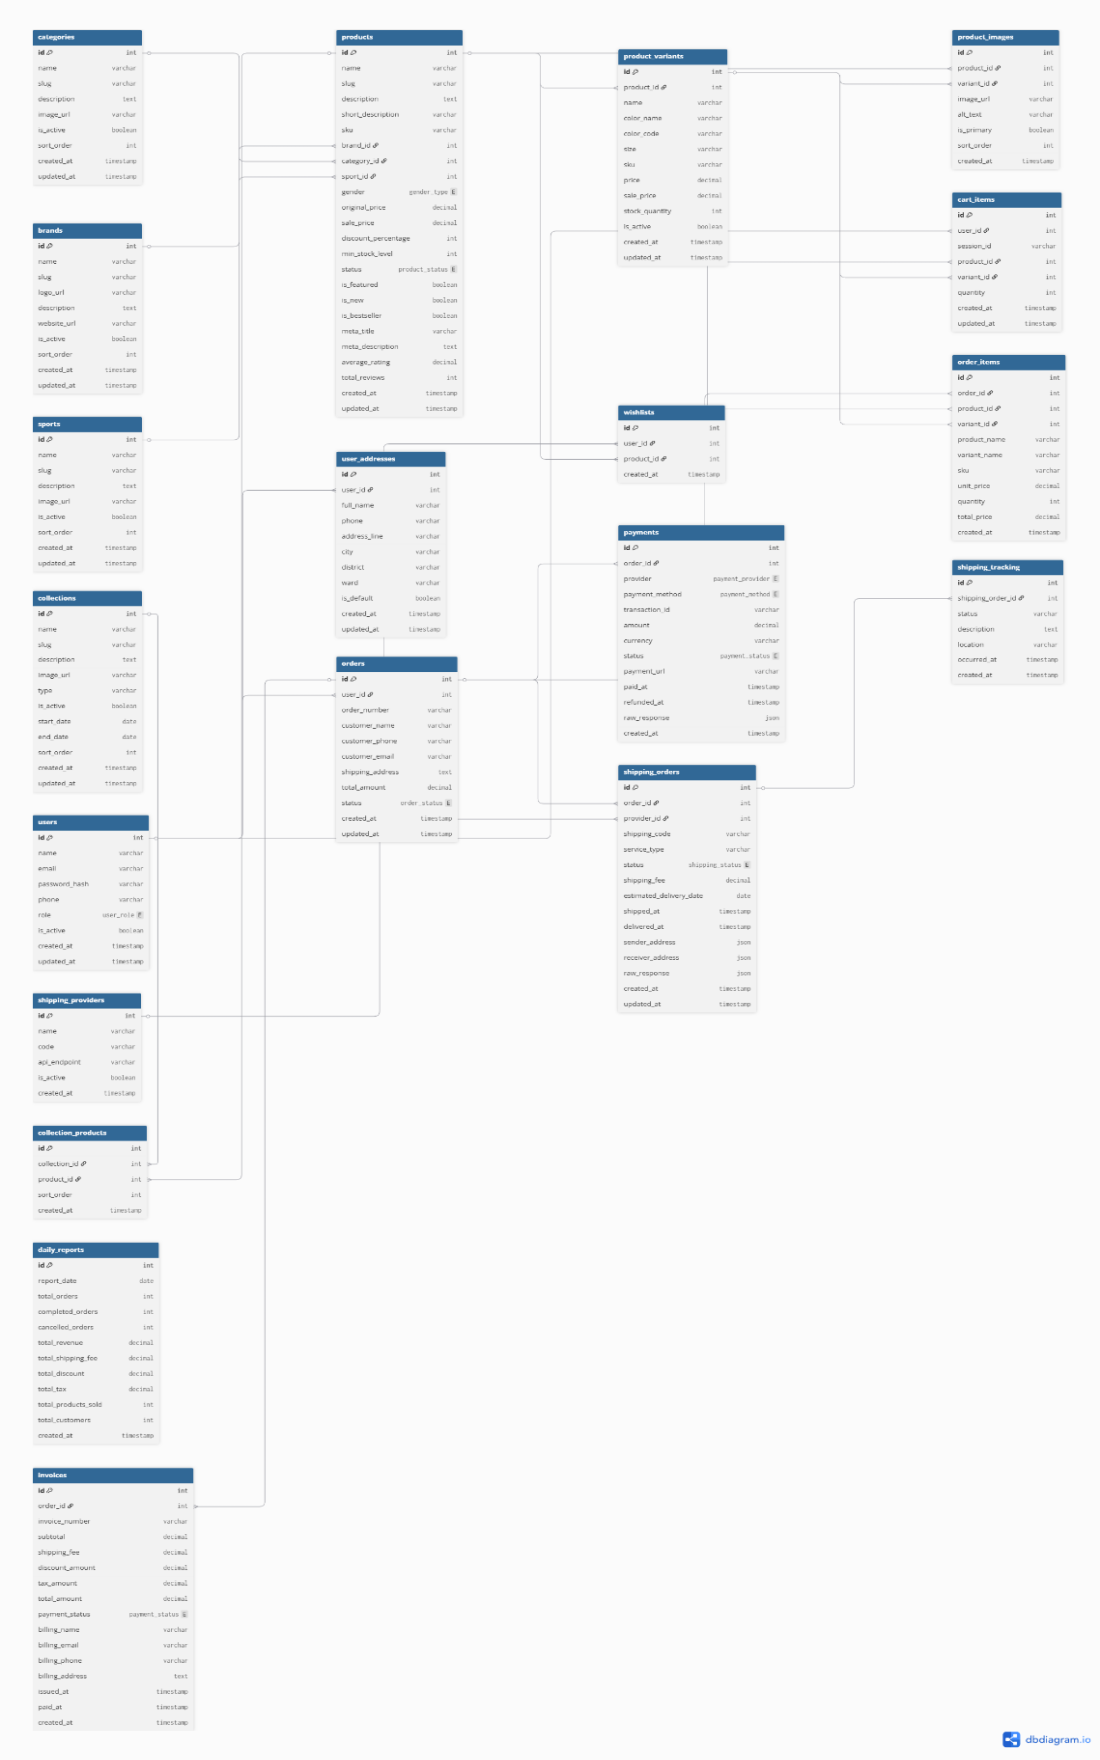 categories
id int
name varchar
slug varchar
description text
image_url varchar
is_active boolean
sort_order int
created_at timestamp
updated_at timestamp
brands
id int
name varchar
slug varchar
logo_url varchar
description text
website_url varchar
is_active boolean
sort_order int
created_at timestamp
updated_at timestamp
sports
id int
name varchar
slug varchar
description text
image_url varchar
is_active boolean
sort_order int
created_at timestamp
updated_at timestamp
collections
id int
name varchar
slug varchar
description text
image_url varchar
type varchar
is_active boolean
start_date date
end_date date
sort_order int
created_at timestamp
updated_at timestamp
users
id int
name varchar
email varchar
password_hash varchar
phone varchar
role user_role E
is_active boolean
created_at timestamp
updated_at timestamp
shipping_providers
id int
name varchar
code varchar
api_endpoint varchar
is_active boolean
created_at timestamp
collection_products
id int
collection_id int
product_id int
sort_order int
created_at timestamp
daily_reports
id int
report_date date
total_orders int
completed_orders int
cancelled_orders int
total_revenue decimal
total_shipping_fee decimal
total_discount decimal
total_tax decimal
total_products_sold int
total_customers int
created_at timestamp
invoices
id int
order_id int
invoice_number varchar
subtotal decimal
shipping_fee decimal
discount_amount decimal
tax_amount decimal
total_amount decimal
payment_status payment_status E
billing_name varchar
billing_email varchar
billing_phone varchar
billing_address text
issued_at timestamp
paid_at timestamp
created_at timestamp
products
id int
name varchar
slug varchar
description text
short_description varchar
sku varchar
brand_id int
category_id int
sport_id int
gender gender_type E
original_price decimal
sale_price decimal
discount_percentage int
min_stock_level int
status product_status E
is_featured boolean
is_new boolean
is_bestseller boolean
meta_title varchar
meta_description text
average_rating decimal
total_reviews int
created_at timestamp
updated_at timestamp
user_addresses
id int
user_id int
full_name varchar
phone varchar
address_line varchar
city varchar
district varchar
ward varchar
is_default boolean
created_at timestamp
updated_at timestamp
orders
id int
user_id int
order_number varchar
customer_name varchar
customer_phone varchar
customer_email varchar
shipping_address text
total_amount decimal
status order_status E
created_at timestamp
updated_at timestamp
product_variants
id int
product_id int
name varchar
color_name varchar
color_code varchar
size varchar
sku varchar
price decimal
sale_price decimal
stock_quantity int
is_active boolean
created_at timestamp
updated_at timestamp
wishlists
id int
user_id int
product_id int
created_at timestamp
payments
id int
order_id int
provider payment_provider E
payment_method payment_method E
transaction_id varchar
amount decimal
currency varchar
status payment_status E
payment_url varchar
paid_at timestamp
refunded_at timestamp
raw_response json
created_at timestamp
shipping_orders
id int
order_id int
provider_id int
shipping_code varchar
service_type varchar
status shipping_status E
shipping_fee decimal
estimated_delivery_date date
shipped_at timestamp
delivered_at timestamp
sender_address json
receiver_address json
raw_response json
created_at timestamp
updated_at timestamp
product_images
id int
product_id int
variant_id int
image_url varchar
alt_text varchar
is_primary boolean
sort_order int
created_at timestamp
cart_items
id int
user_id int
session_id varchar
product_id int
variant_id int
quantity int
created_at timestamp
updated_at timestamp
order_items
id int
order_id int
product_id int
variant_id int
product_name varchar
variant_name varchar
sku varchar
unit_price decimal
quantity int
total_price decimal
created_at timestamp
shipping_tracking
id int
shipping_order_id int
status varchar
description text
location varchar
occurred_at timestamp
created_at timestamp
dbdiagram.io